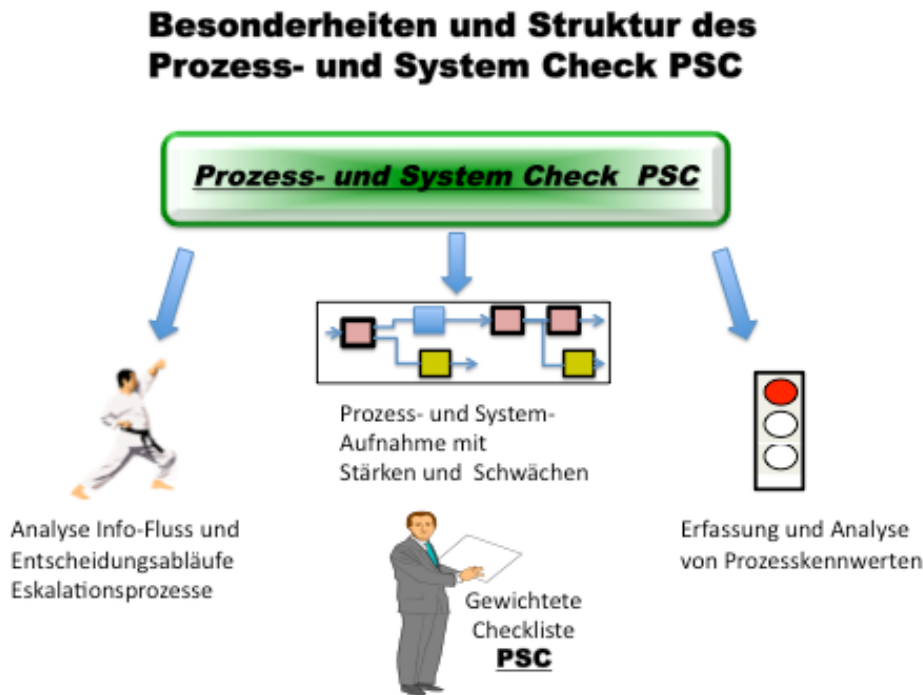 Besonderheiten und Struktur des
Prozess- und System Check PSC
Prozess- und System Check PSC
Prozess- und System-
Aufnahme mit
Stärken und Schwächen
Analyse Info-Fluss und
Entscheidungsabläufe
Eskalationsprozesse
Erfassung und Analyse
von Prozesskennwerten
Gewichtete
Checkliste
PSC